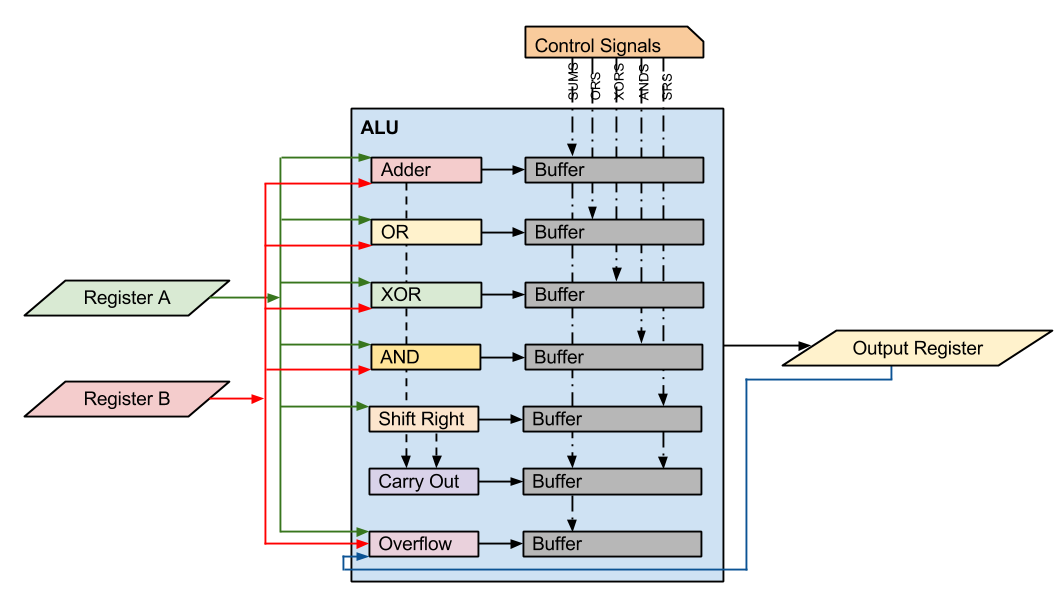 Control Signals
SUMS
ORS
XORS
ANDS
SRS
ALU
Adder
Buffer
OR
Buffer
Register A
XOR
Buffer
AND
Buffer
Output Register
Register B
Shift Right
Buffer
Carry Out
Buffer
Overflow
Buffer